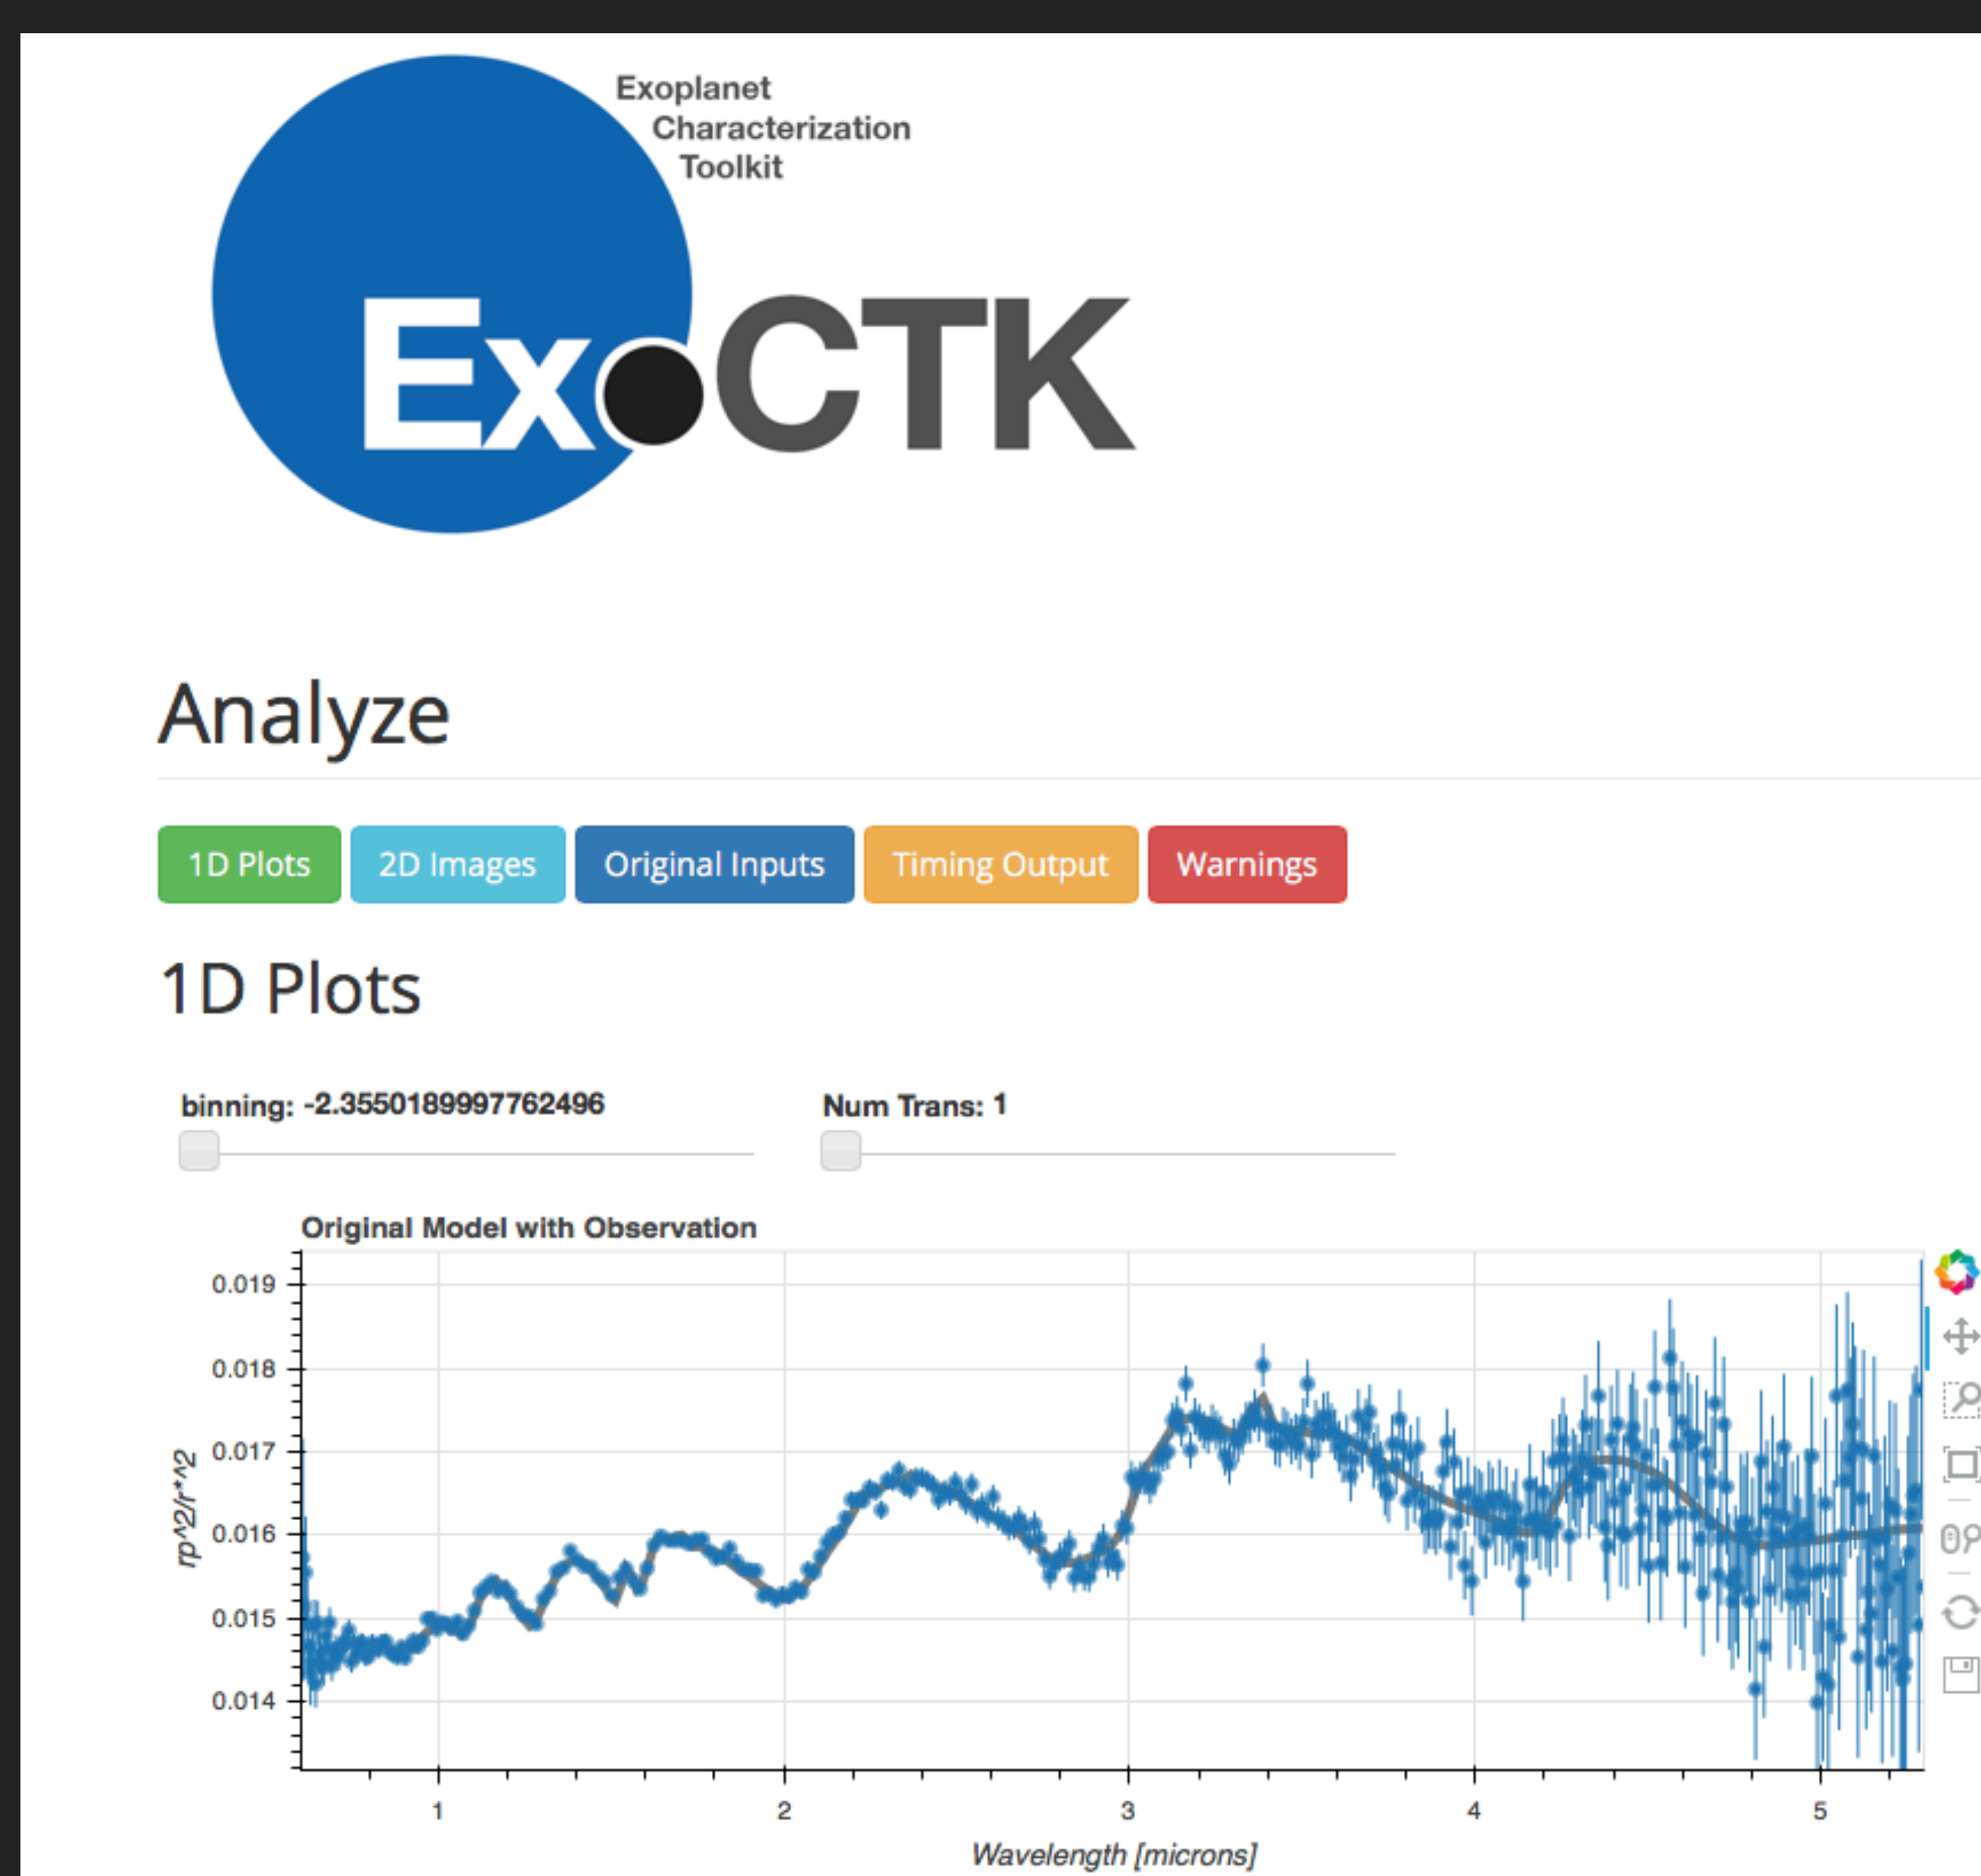 Exoplanet
Characterization
Toolkit
ExoCTK
Analyze
1D Plots 2D Images Original Inputs Timing Output Warnings
1D Plots
binning: -2.3550189997762496 Num Trans: 1
Original Model with Observation
0.019
0.018
0.017
0.016
0.015
0.014
rp^2/r*^2
1 2 3 4 5
Wavelength [microns]